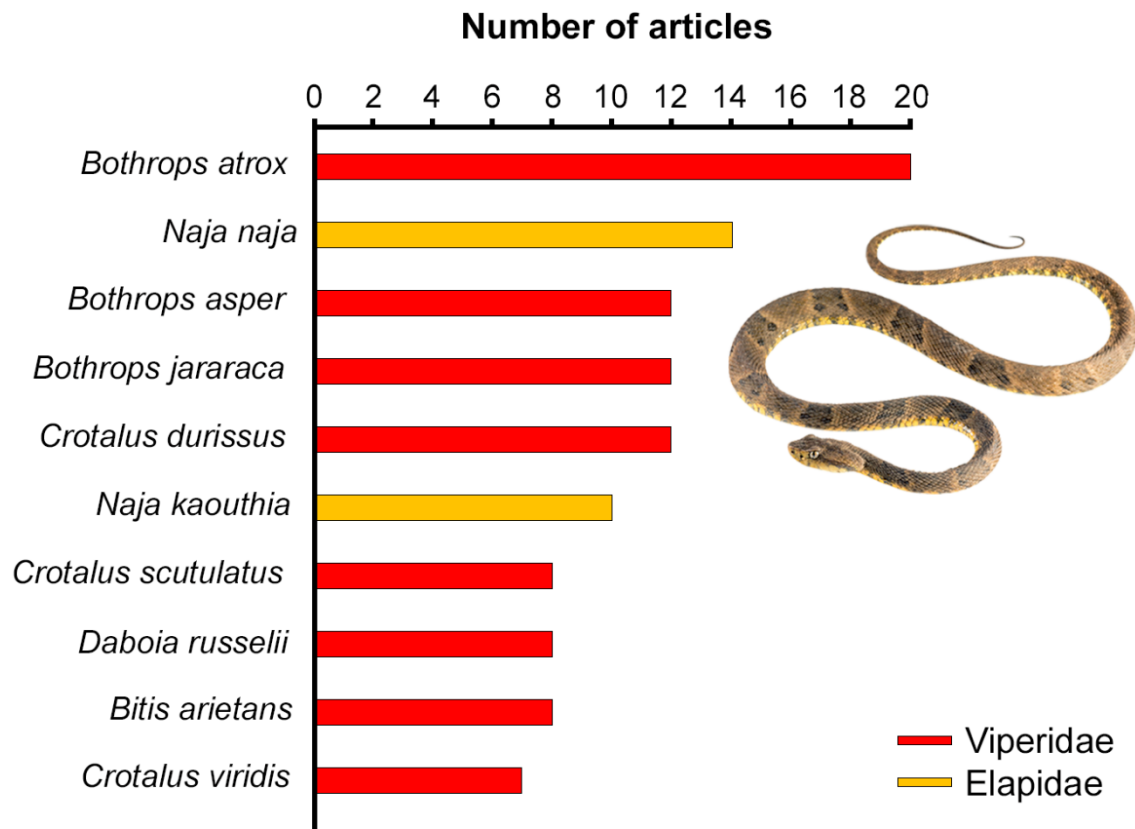 Number of articles
0 2 4 6 8 10 12 14 16 18 20
Bothrops atrox
Naja naja
Bothrops asper
Bothrops jararaca
Crotalus durissus
Naja kaouthia
Crotalus scutulatus
Daboia russelii
Bitis arietans
Crotalus viridis
Viperidae
Elapidae